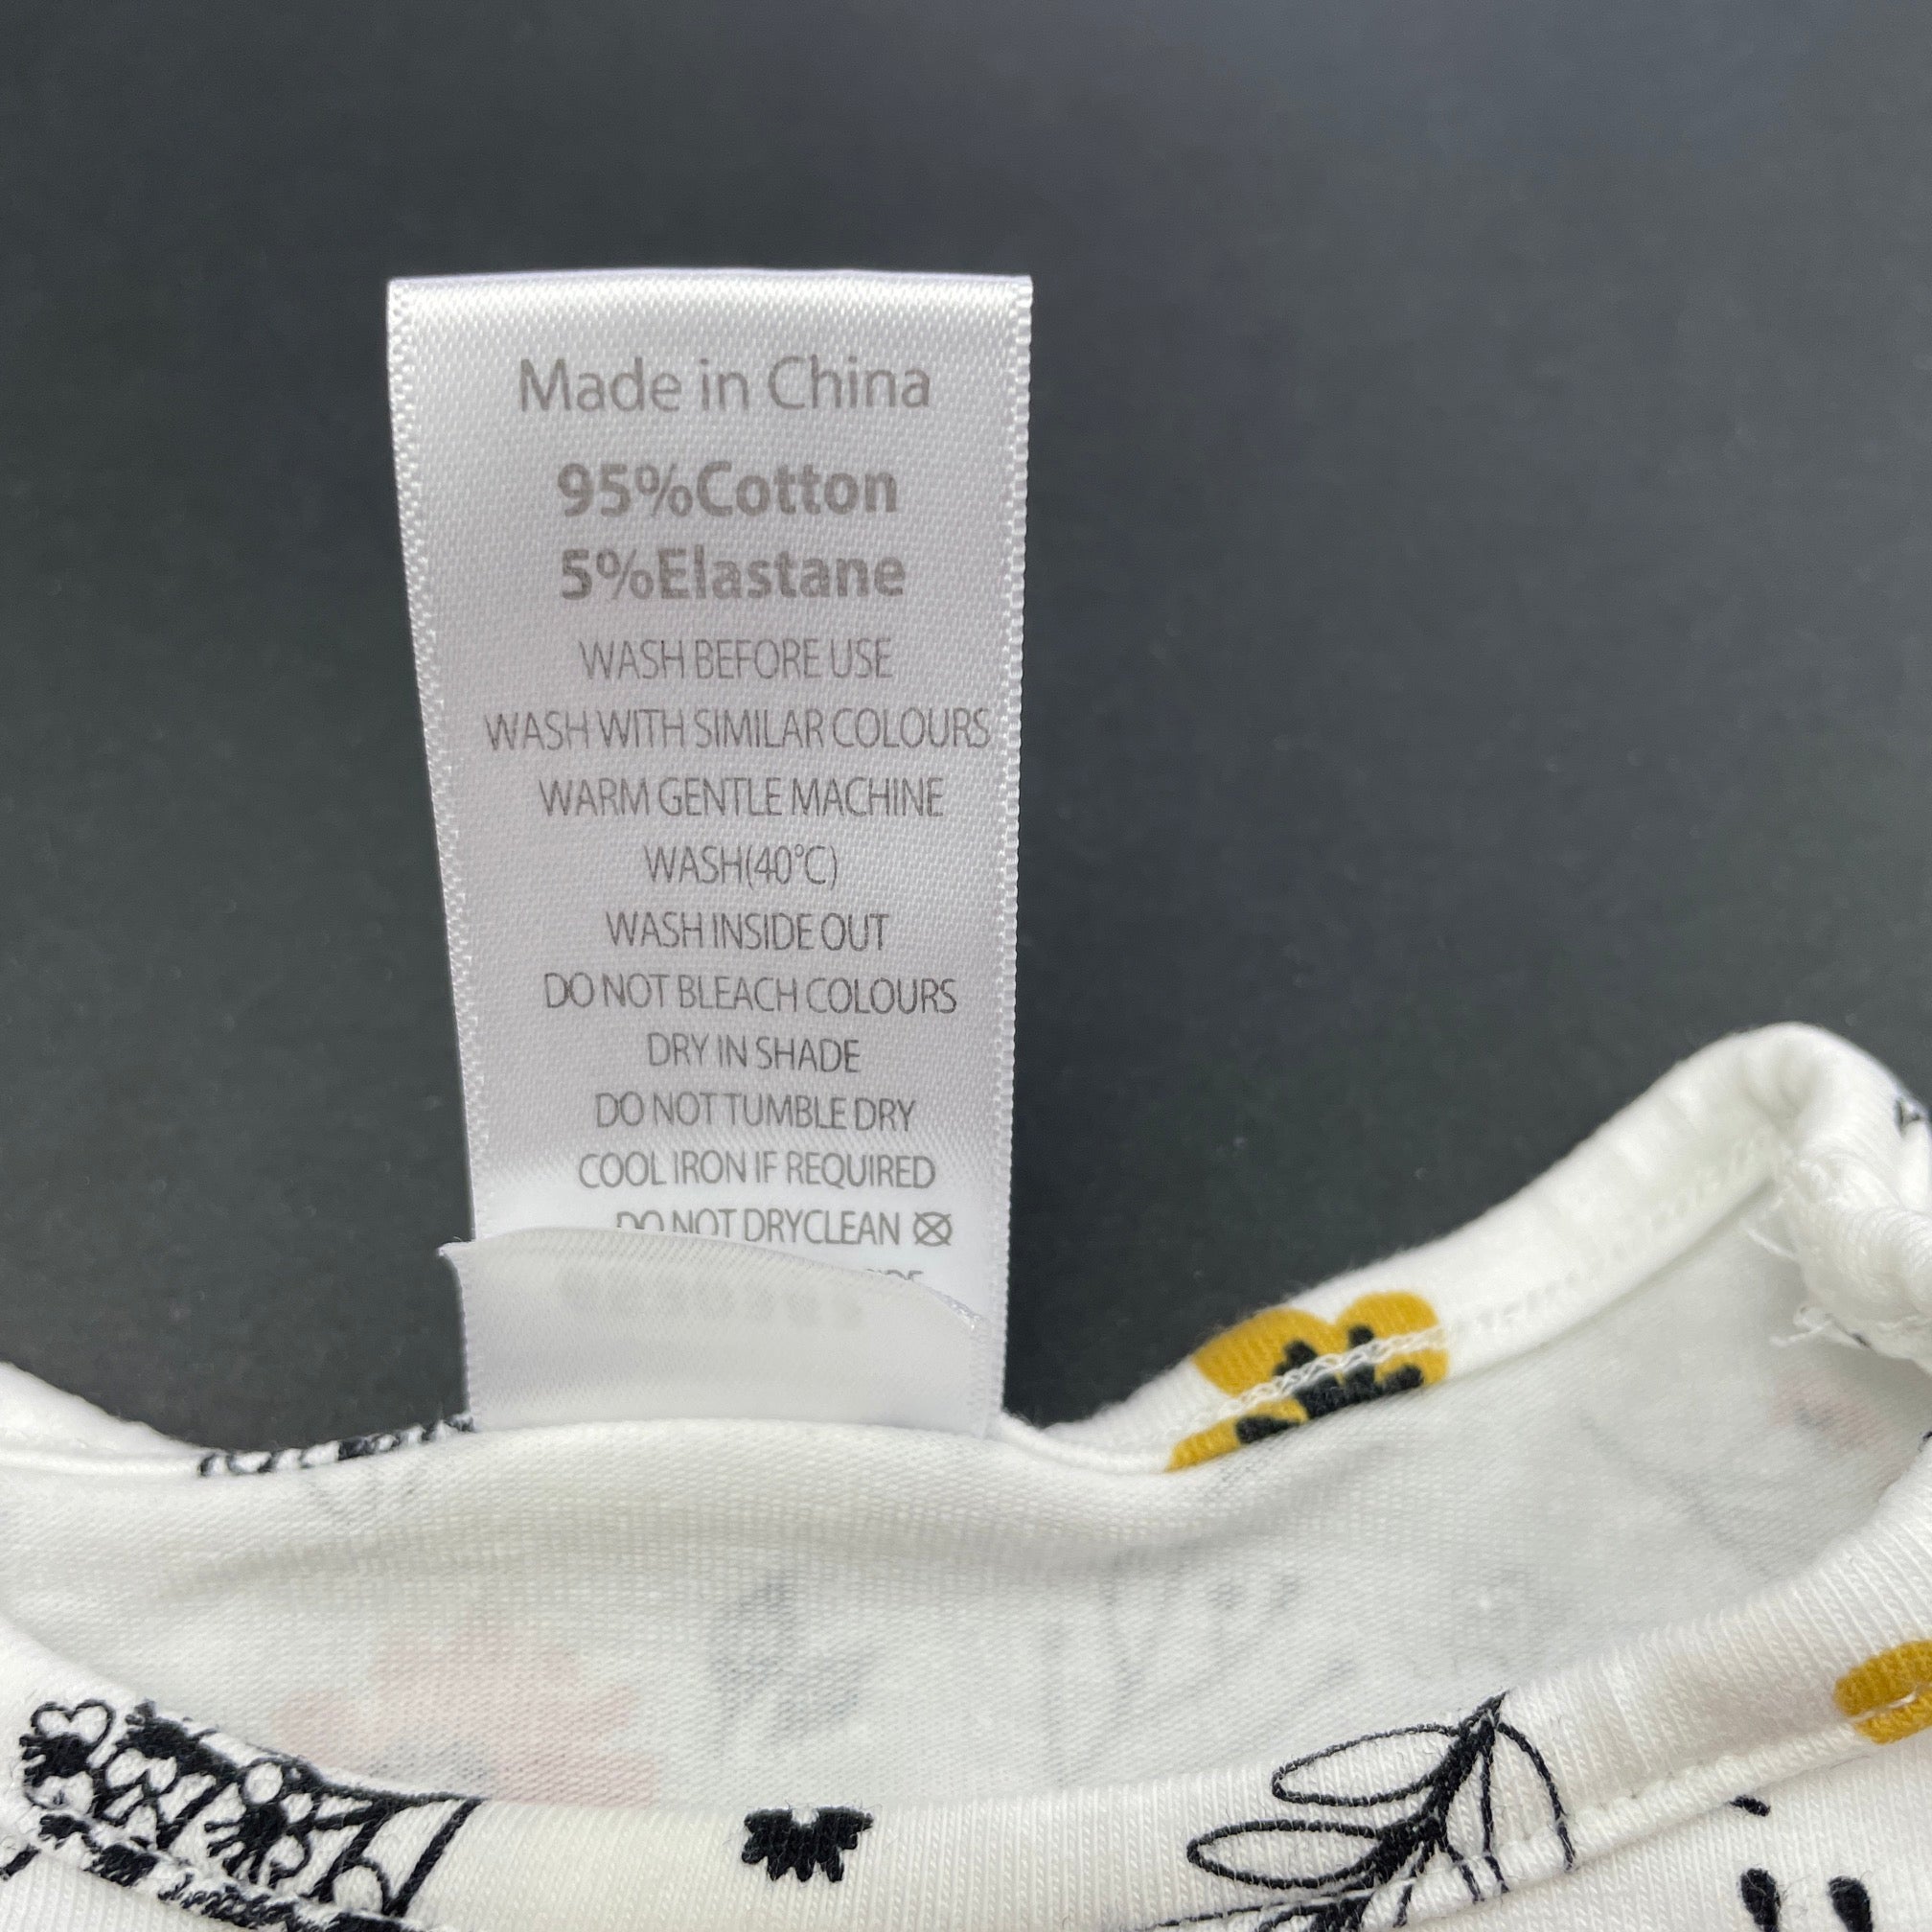 Made in China
95%Cotton
5%Elastane
WASH BEFORE USE
WASH WITH SIMILAR COLOURS
WARM GENTLE MACHINE
WASH(40°C)
WASH INSIDE OUT
DO NOT BLEACH COLOURS
DRY IN SHADE
DO NOT TUMBLE DRY
COOL IRON IF REQUIRED
DO NOT DRYCLEAN